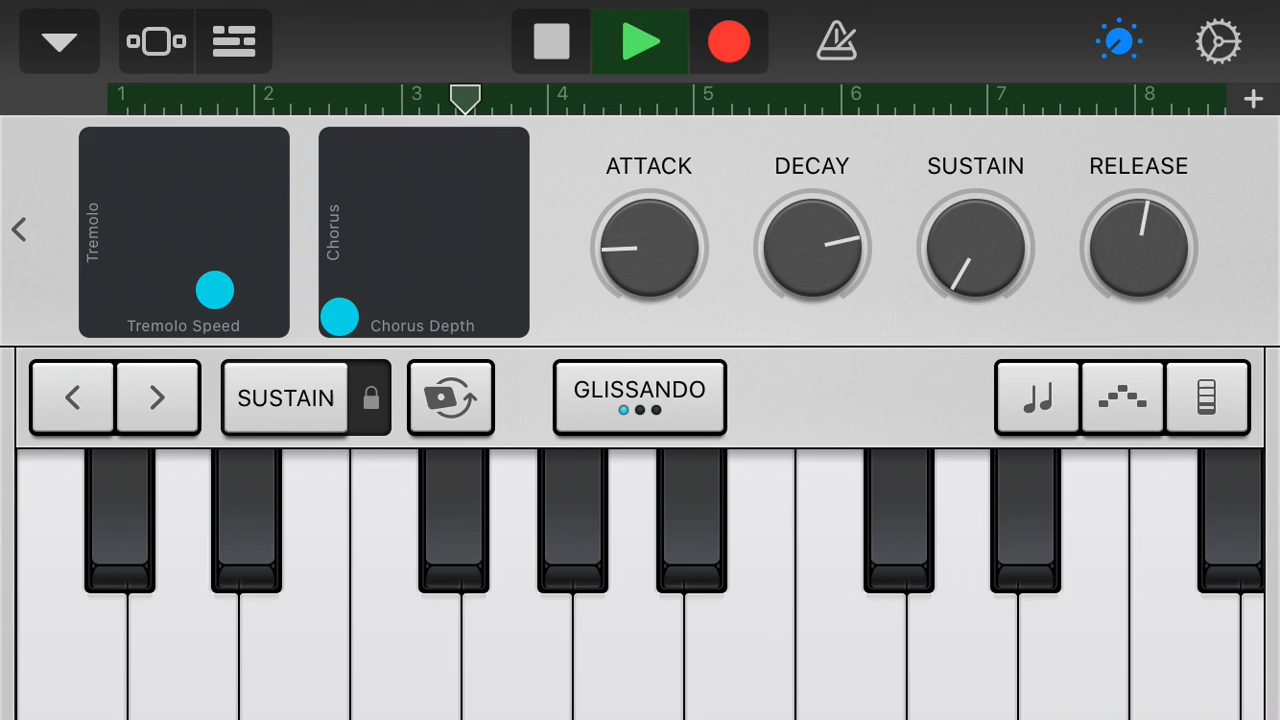 1 2 3 4 5 6 7 8
ATTACK DECAY SUSTAIN RELEASE
Tremolo
Tremolo Speed
Chorus
Chorus Depth
SUSTAIN
GLISSANDO